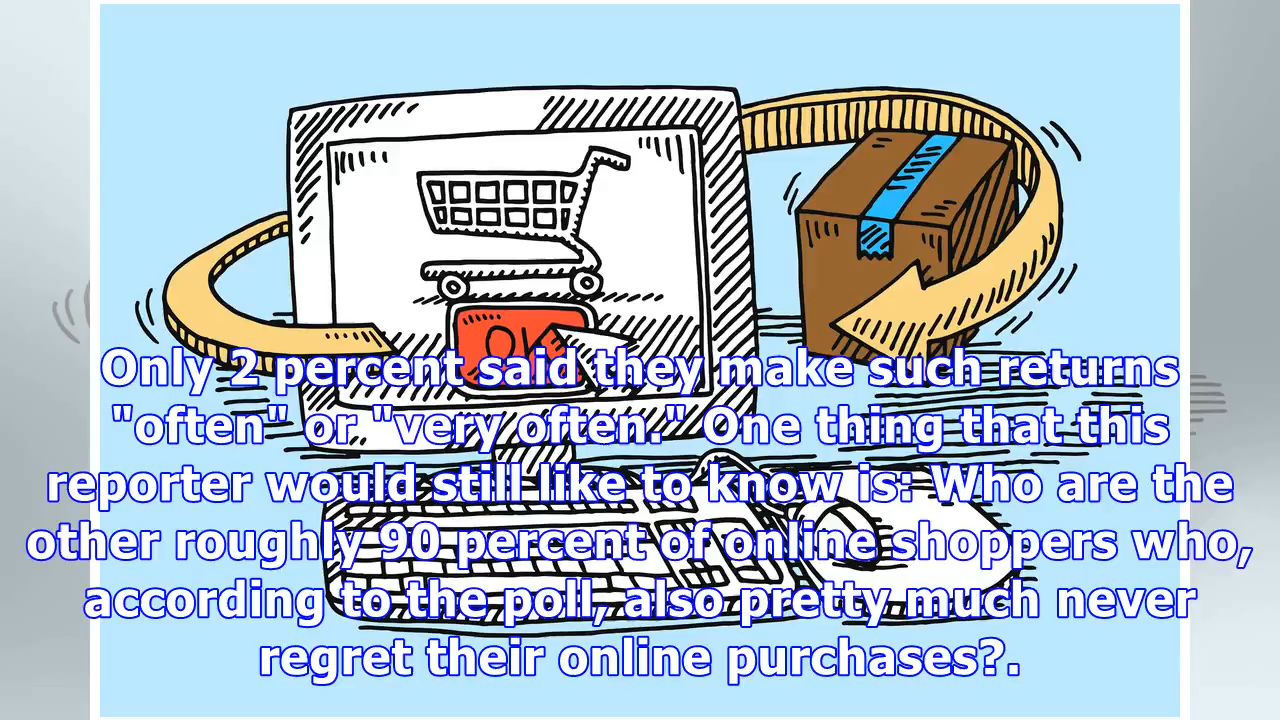 OK
Only 2 percent said they make such returns
"often" or "very often." One thing that this
reporter would still like to know is: Who are the
other roughly 90 percent of online shoppers who,
according to the poll, also pretty much never
regret their online purchases?.